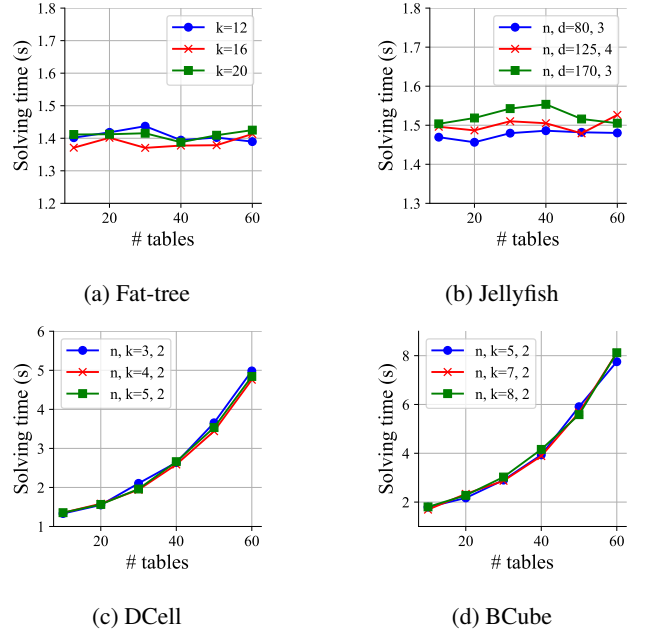 1.8
1.7
1.6
1.5
1.4
1.3
1.2
Solving time (s)
k=12
k=16
k=20
20
40
60
# tables
(a) Fat-tree
1.8
1.7
1.6
1.5
1.4
1.3
Solving time (s)
n, d=80, 3
n, d=125, 4
n, d=170, 3
20
40
60
# tables
(b) Jellyfish
6
5
4
3
2
1
Solving time (s)
n, k=3, 2
n, k=4, 2
n, k=5, 2
20
40
60
# tables
(c) DCell
8
6
4
2
Solving time (s)
n, k=5, 2
n, k=7, 2
n, k=8, 2
20
40
60
# tables
(d) BCube